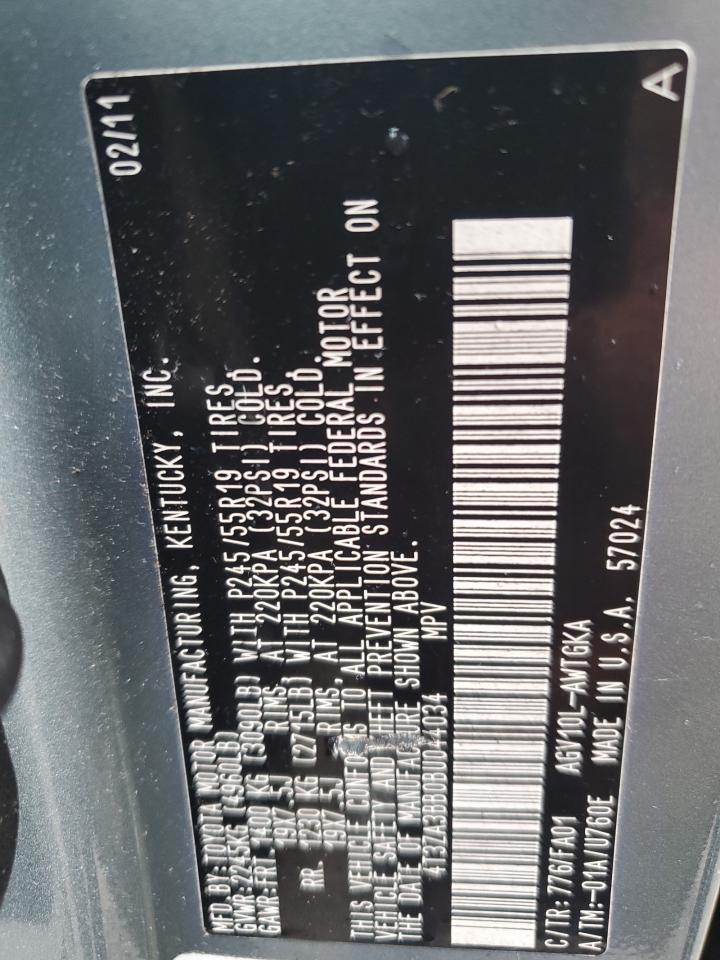 MFD BY: TOYOTA MOTOR MANUFACTURING, KENTUCKY, INC. 02/11
GVWR:2245KG (4960LB)
GAWR:FRT 1400 KG (3090LB) WITH P245/55R19 TIRES
19X7.5J RIMS, AT 220KPA (32PSI) COLD.
RR. 1230 KG (2715LB) WITH P245/55R19 TIRES,
19X7.5J RIMS, AT 220KPA (32PSI) COLD.
THIS VEHICLE CONFORMS TO ALL APPLICABLE FEDERAL MOTOR
VEHICLE SAFETY AND THEFT PREVENTION STANDARDS IN EFFECT ON
THE DATE OF MANUFACTURE SHOWN ABOVE.
MPV
C/TR: 776/FA01 AGV10L-AWTGKA
A/TM:-01A/U760E MADE IN U.S.A. 57024 A